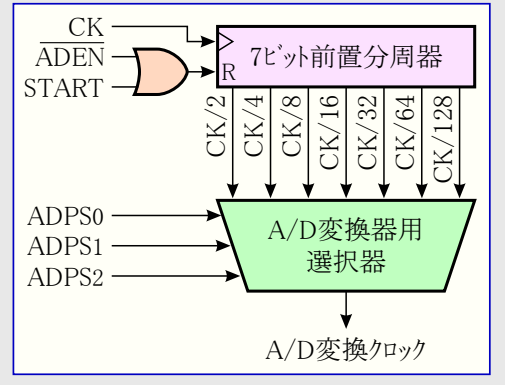 CK
ADEN
START
7ビット前置分周器
R
CK/2
CK/4
CK/8
CK/16
CK/32
CK/64
CK/128
ADPS0
ADPS1
ADPS2
A/D変換器用
選択器
A/D変換クロック